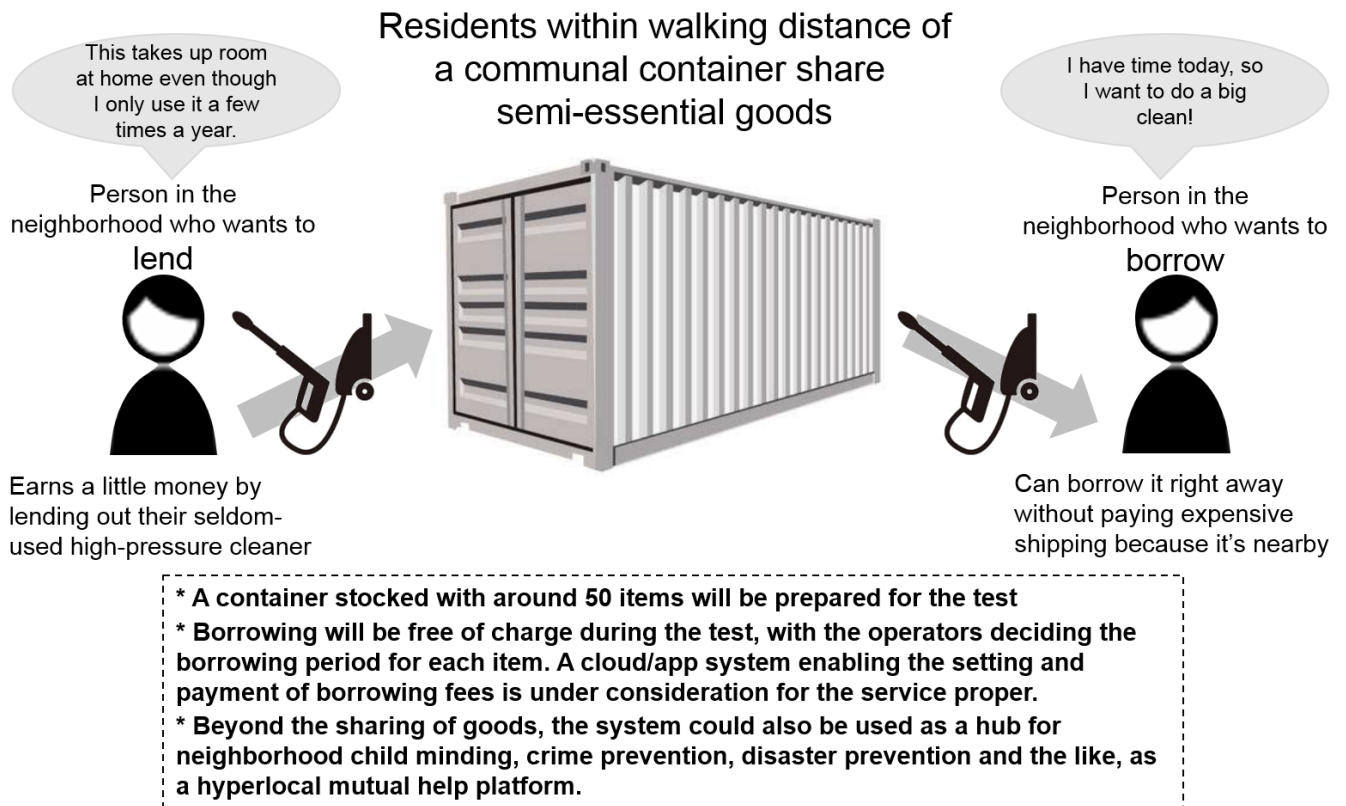 Residents within walking distance of
a communal container share
semi-essential goods
This takes up room
at home even though
I only use it a few
times a year.
Person in the
neighborhood who wants to
lend
Earns a little money by
lending out their seldom-
used high-pressure cleaner
I have time today, so
I want to do a big
clean!
Person in the
neighborhood who wants to
borrow
Can borrow it right away
without paying expensive
shipping because it’s nearby
* A container stocked with around 50 items will be prepared for the test
* Borrowing will be free of charge during the test, with the operators deciding the
borrowing period for each item. A cloud/app system enabling the setting and
payment of borrowing fees is under consideration for the service proper.
* Beyond the sharing of goods, the system could also be used as a hub for
neighborhood child minding, crime prevention, disaster prevention and the like, as
a hyperlocal mutual help platform.